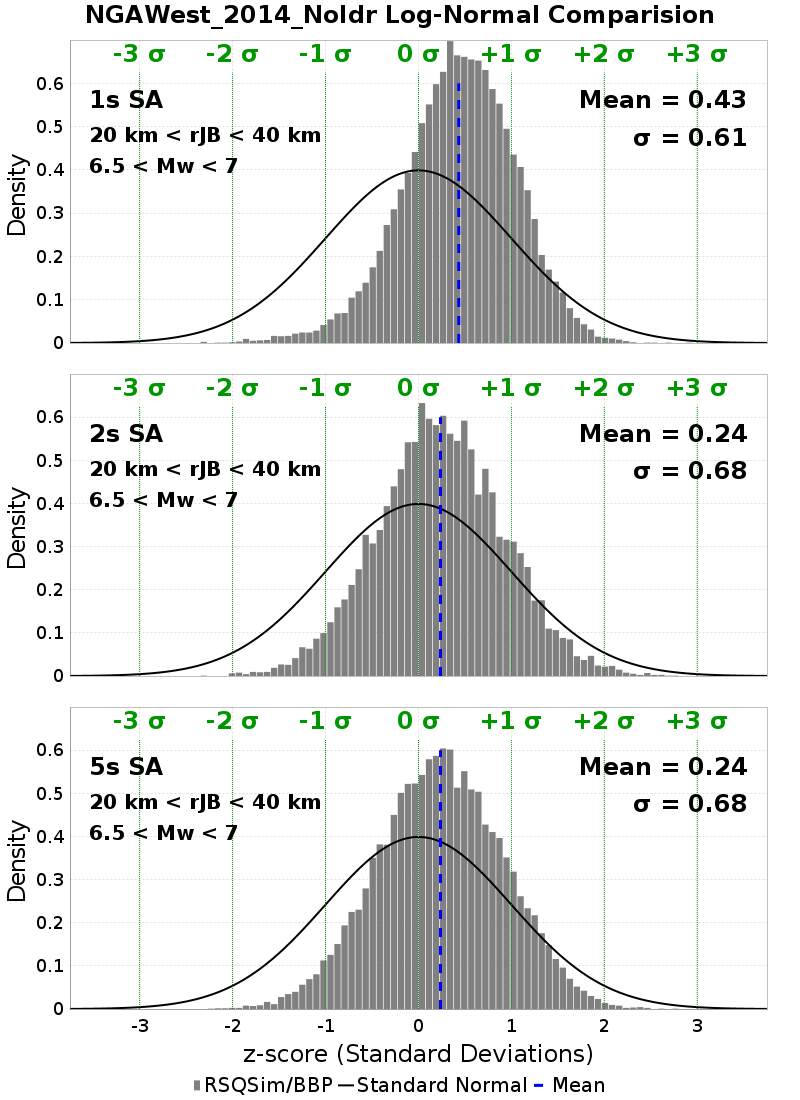 NGAWest_2014_NoIdr Log-Normal Comparision
-3 σ -2 σ -1 σ 0 σ +1 σ +2 σ +3 σ
1s SA
20 km < rJB < 40 km
6.5 < Mw < 7
Mean = 0.43
σ = 0.61
Density
0.6
0.5
0.4
0.3
0.2
0.1
0
-3 σ -2 σ -1 σ 0 σ +1 σ +2 σ +3 σ
2s SA
20 km < rJB < 40 km
6.5 < Mw < 7
Mean = 0.24
σ = 0.68
Density
0.6
0.5
0.4
0.3
0.2
0.1
0
-3 σ -2 σ -1 σ 0 σ +1 σ +2 σ +3 σ
5s SA
20 km < rJB < 40 km
6.5 < Mw < 7
Mean = 0.24
σ = 0.68
Density
0.6
0.5
0.4
0.3
0.2
0.1
0
-3 -2 -1 0 1 2 3
z-score (Standard Deviations)
RSQSim/BBP Standard Normal Mean